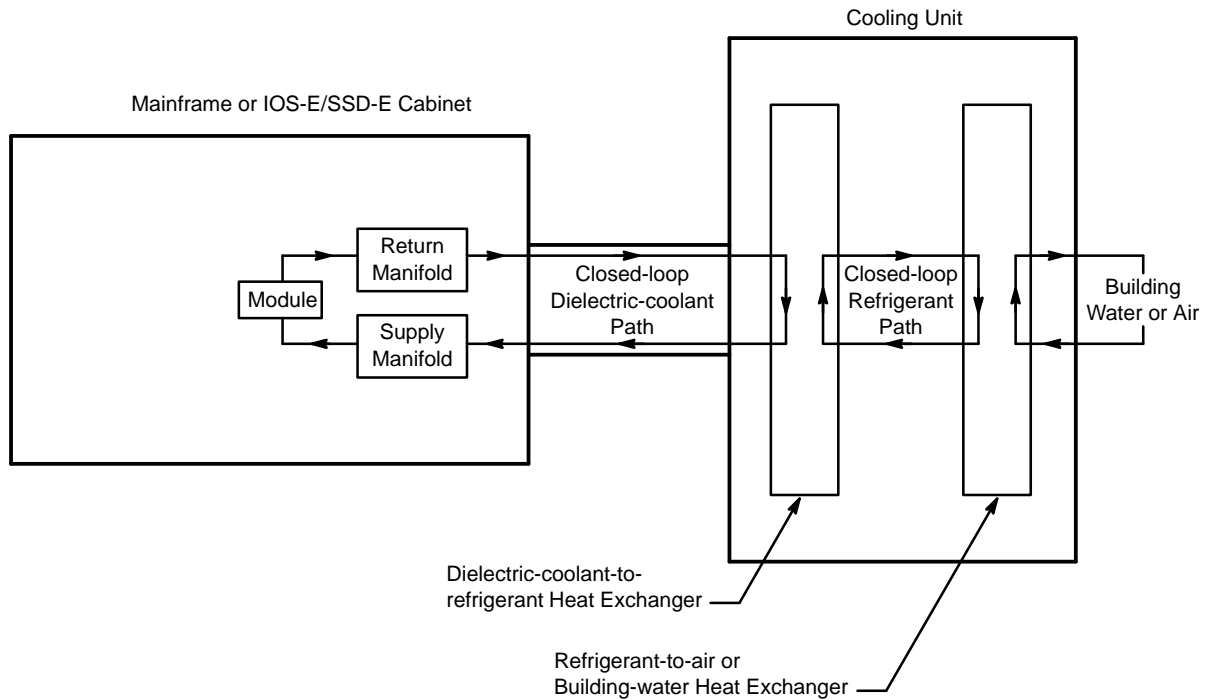 Cooling Unit
Mainframe or IOS-E/SSD-E Cabinet
Return
Manifold
Module
Supply
Manifold
Closed-loop
Dielectric-coolant
Path
Closed-loop
Refrigerant
Path
Building
Water or Air
Dielectric-coolant-to-
refrigerant Heat Exchanger
Refrigerant-to-air or
Building-water Heat Exchanger